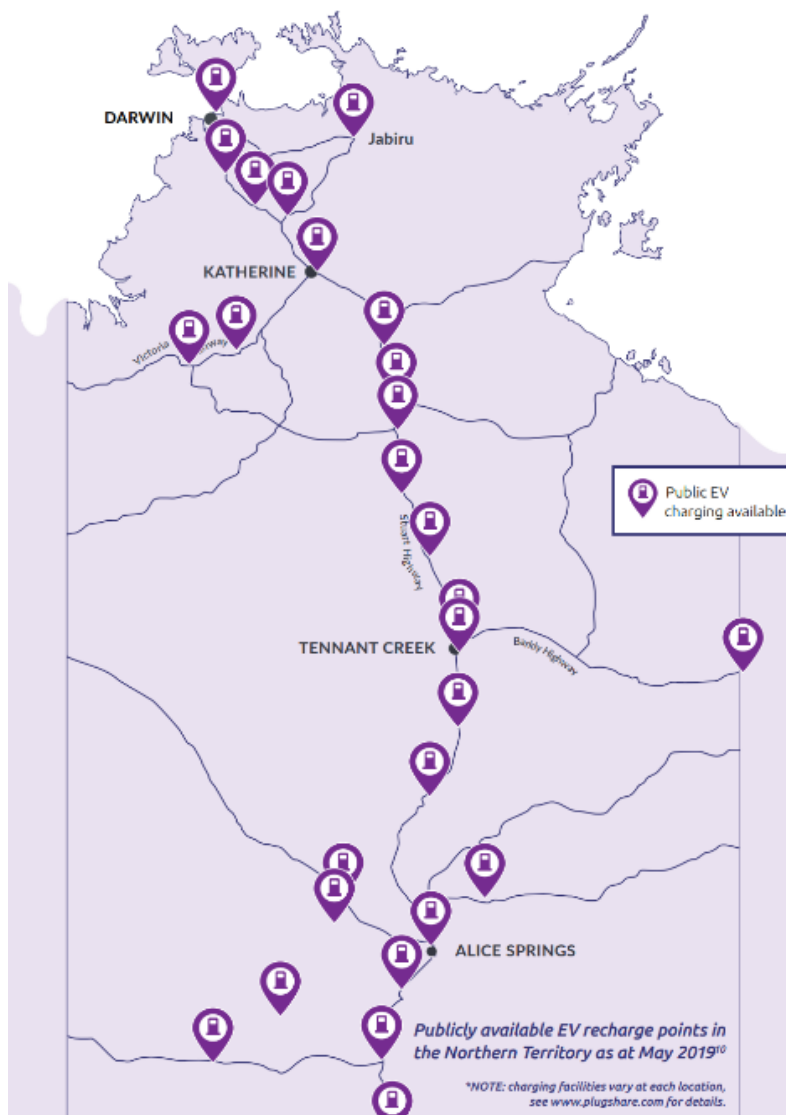 DARWIN
Jabiru
KATHERINE
Victoria
Public EV
charging available
Stuart Highway
TENNANT CREEK
Barkly Highway
ALICE SPRINGS
Publicly available EV recharge points in
the Northern Territory as at May 2019¹⁰
*NOTE: charging facilities vary at each location,
see www.plugshare.com for details.